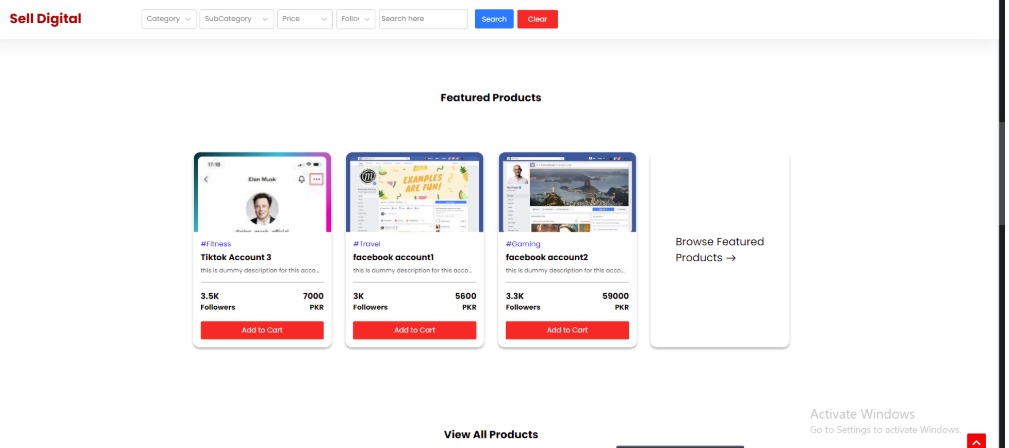 Sell Digital
Category
SubCategory
Price
Follov
Search here
Search
Clear
Featured Products
17:18
Elon Musk
#Fitness
Tiktok Account 3
this is dummy description for this acco...
3.5K
7000
Followers
PKR
Add to Cart
EXAMPLES
ARE FUN!
#Travel
facebook account1
this is dummy description for this acco...
3K
5600
Followers
PKR
Add to Cart
#Gaming
facebook account2
this is dummy description for this acco...
3.3K
59000
Followers
PKR
Add to Cart
Browse Featured
Products →
View All Products
Activate Windows
Go to Settings to activate Windows.